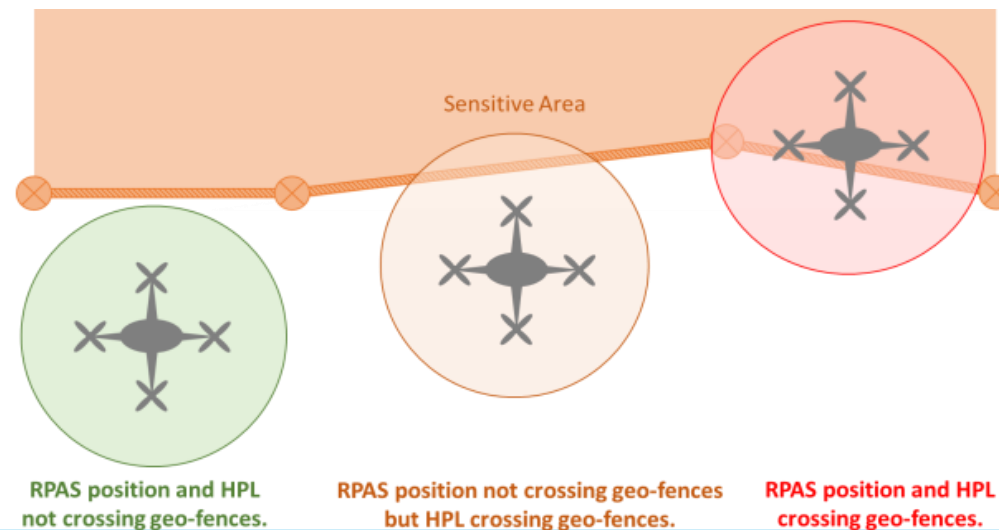 Sensitive Area
RPAS position and HPL
not crossing geo-fences.
RPAS position not crossing geo-fences
but HPL crossing geo-fences.
RPAS position and HPL
crossing geo-fences.